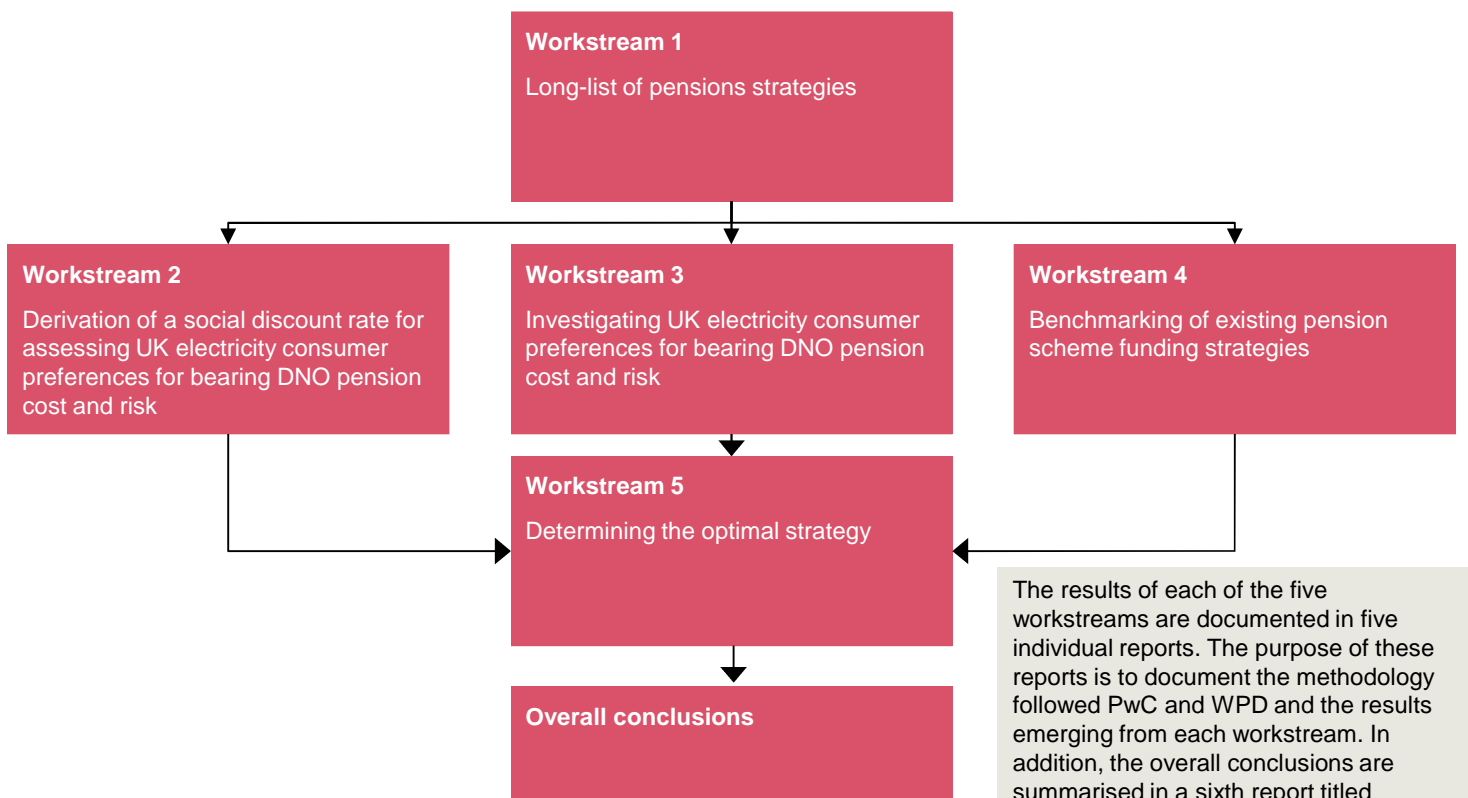 Workstream 1
Long-list of pensions strategies
Workstream 2
Derivation of a social discount rate for
assessing UK electricity consumer
preferences for bearing DNO pension
cost and risk
Workstream 3
Investigating UK electricity consumer
preferences for bearing DNO pension
cost and risk
Workstream 4
Benchmarking of existing pension
scheme funding strategies
Workstream 5
Determining the optimal strategy
Overall conclusions
The results of each of the five
workstreams are documented in five
individual reports. The purpose of these
reports is to document the methodology
followed PwC and WPD and the results
emerging from each workstream. In
addition, the overall conclusions are
summarised in a sixth report titled